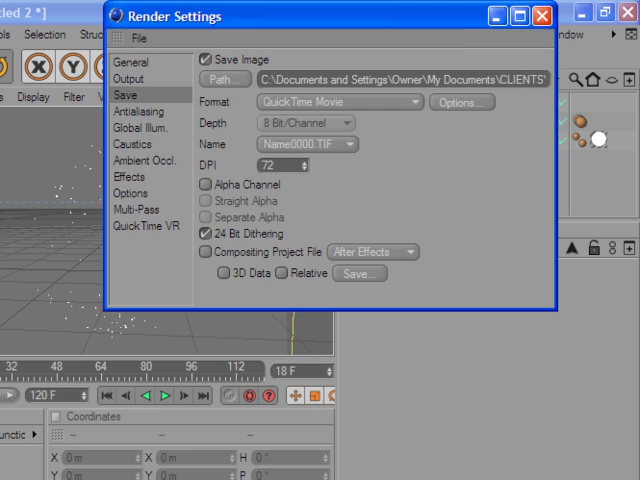 tled 2 *]
Render Settings
ols Selection Struc
ndow
File
General
Output
Save
Antialiasing
Global Illum.
Caustics
Ambient Occl.
Effects
Options
Multi-Pass
QuickTime VR
Save Image
Path... C:\Documents and Settings\Owner\My Documents\CLIENTS\
Format QuickTime Movie Options...
Depth 8 Bit/Channel
Name Name0000.TIF
DPI 72
Alpha Channel
Straight Alpha
Separate Alpha
24 Bit Dithering
Compositing Project File After Effects
3D Data Relative Save...
s Display Filter V
X Y
32 48 64 80 96 112 18 F
120 F
Coordinates
unctic
-- -- --
X 0 m X 0 m H 0 °
Y 0 m Y 0 m P 0 °